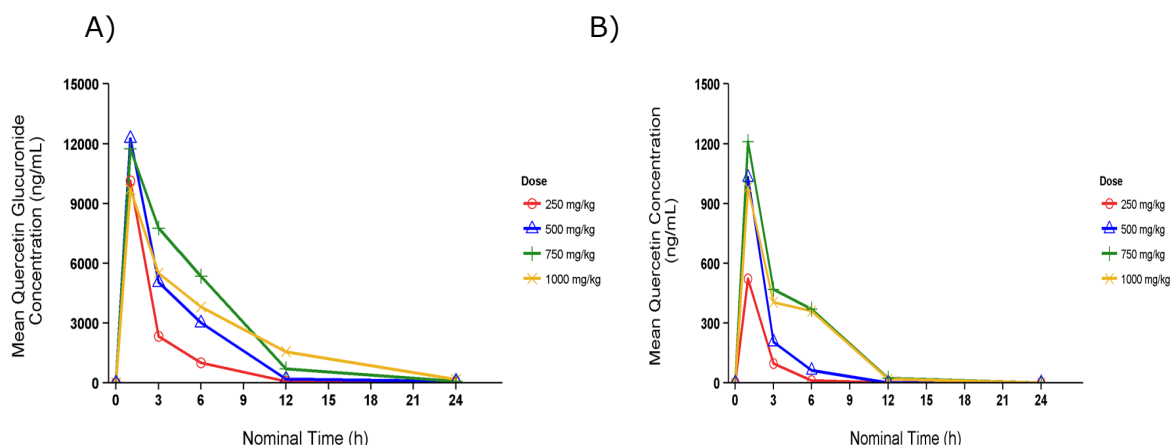 A)
B)
15000
12000
9000
6000
3000
0
Mean Quercetin Glucuronide
Concentration (ng/mL)
0 3 6 9 12 15 18 21 24
Nominal Time (h)
Dose
250 mg/kg
500 mg/kg
750 mg/kg
1000 mg/kg
1500
1200
900
600
300
0
Mean Quercetin Concentration
(ng/mL)
0 3 6 9 12 15 18 21 24
Nominal Time (h)
Dose
250 mg/kg
500 mg/kg
750 mg/kg
1000 mg/kg